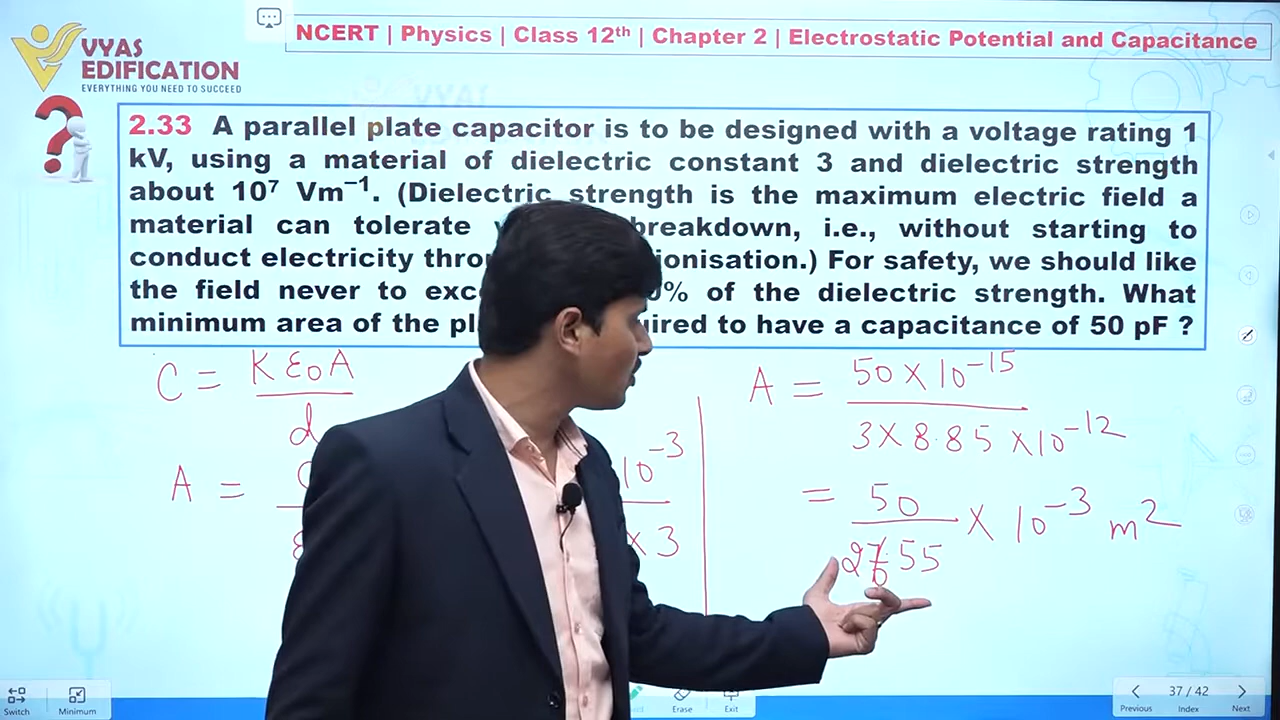 NCERT | Physics | Class 12th | Chapter 2 | Electrostatic Potential and Capacitance
VYAS
EDIFICATION
EVERYTHING YOU NEED TO SUCCEED
2.33 A parallel plate capacitor is to be designed with a voltage rating 1
kV, using a material of dielectric constant 3 and dielectric strength
about 10⁷ Vm⁻¹. (Dielectric strength is the maximum electric field a
material can tolerate breakdown, i.e., without starting to
conduct electricity ionisation.) For safety, we should like
the field never to % of the dielectric strength. What
minimum area of the to have a capacitance of 50 pF ?
C = Kε₀A
d
A =
10⁻³
× 3
A = 50 × 10⁻¹⁵
3 × 8.85 × 10⁻¹²
= 50 × 10⁻³ m²
55
Switch
Minimum
Erase
Exit
Previous
37 / 42
Index
Next